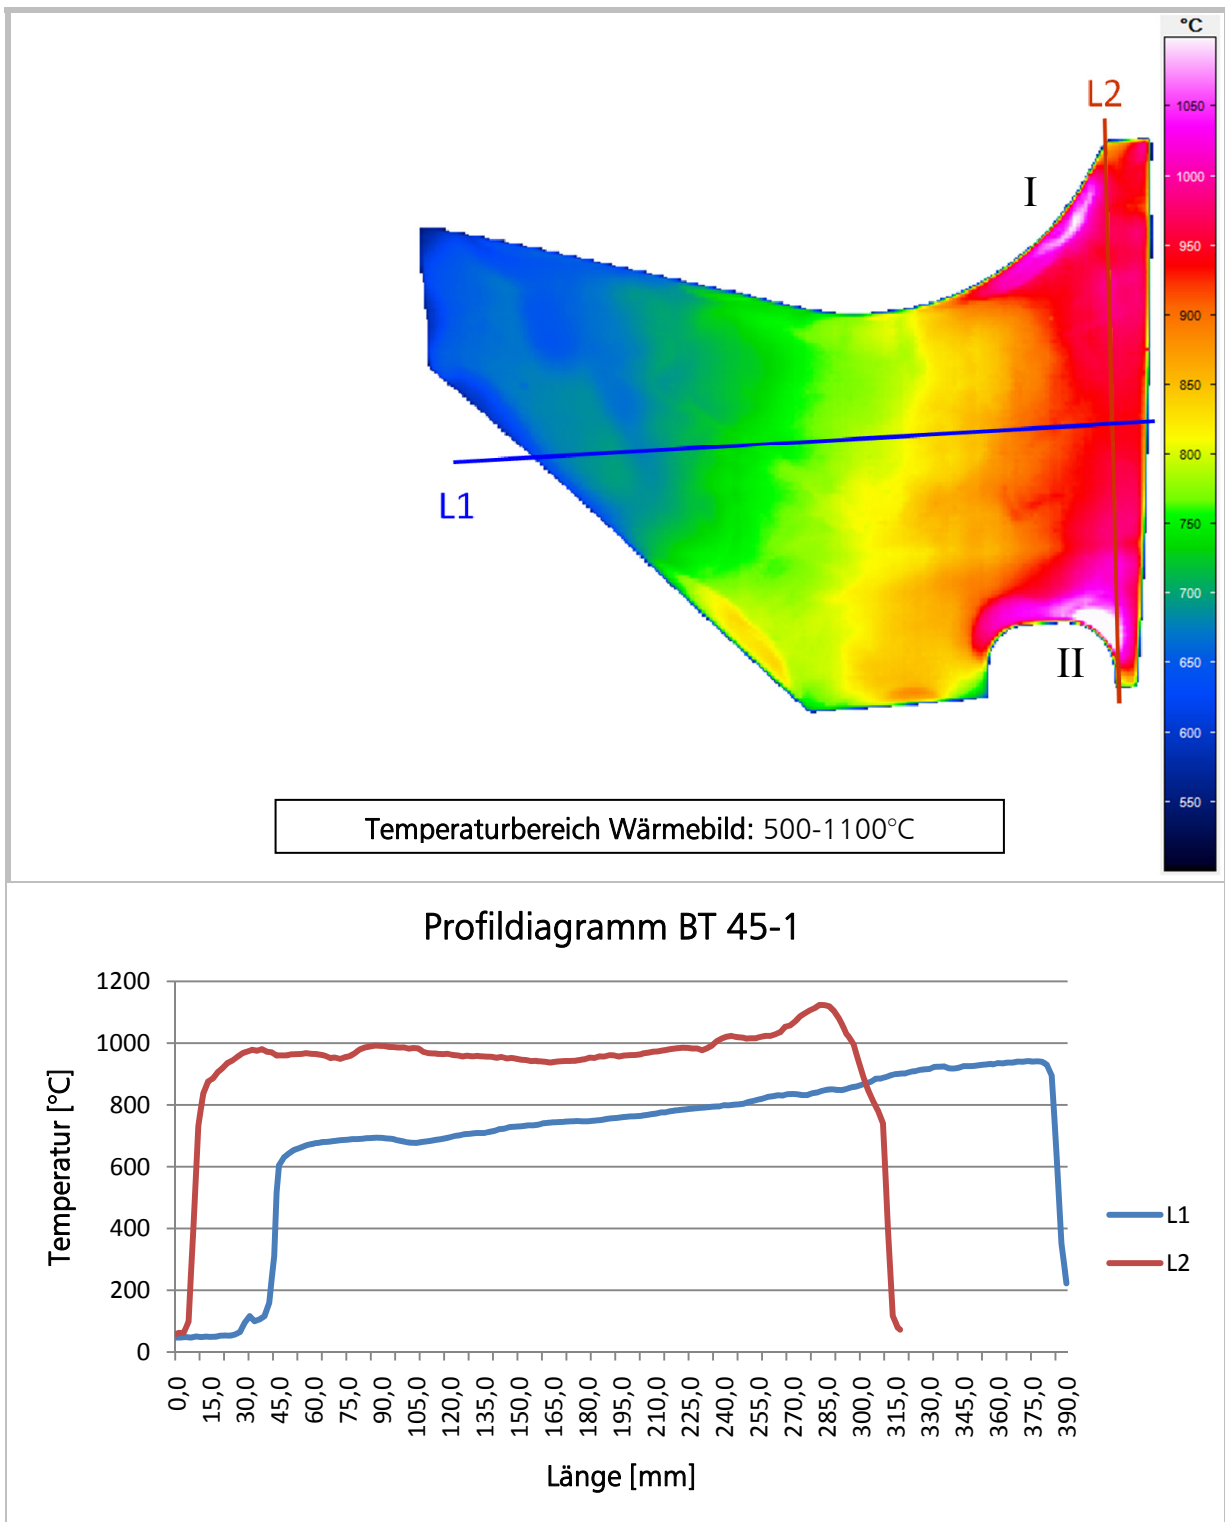 °C
L2
1050
I
1000
950
900
850
800
L1
750
700
II
650
600
550
Temperaturbereich Wärmebild: 500-1100°C
Profildiagramm BT 45-1
1200
1000
800
600
400
200
0
Temperatur [°C]
L1
L2
0,0 15,0 30,0 45,0 60,0 75,0 90,0 105,0 120,0 135,0 150,0 165,0 180,0 195,0 210,0 225,0 240,0 255,0 270,0 285,0 300,0 315,0 330,0 345,0 360,0 375,0 390,0
Länge [mm]